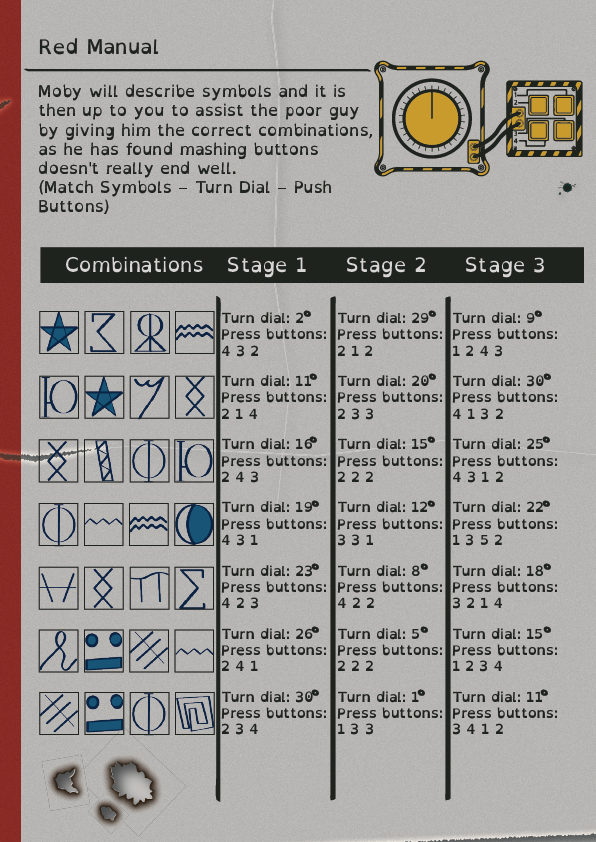 Red Manual
Moby will describe symbols and it is
then up to you to assist the poor guy
by giving him the correct combinations,
as he has found mashing buttons
doesn't really end well.
(Match Symbols – Turn Dial – Push
Buttons)
1
2
3
4
Combinations Stage 1 Stage 2 Stage 3
Turn dial: 2° Turn dial: 29° Turn dial: 9°
Press buttons: Press buttons: Press buttons:
4 3 2 2 1 2 1 2 4 3
Turn dial: 11° Turn dial: 20° Turn dial: 30°
Press buttons: Press buttons: Press buttons:
2 1 4 2 3 3 4 1 3 2
Turn dial: 16° Turn dial: 15° Turn dial: 25°
Press buttons: Press buttons: Press buttons:
2 4 3 2 2 2 4 3 1 2
Turn dial: 19° Turn dial: 12° Turn dial: 22°
Press buttons: Press buttons: Press buttons:
4 3 1 3 3 1 1 3 5 2
Turn dial: 23° Turn dial: 8° Turn dial: 18°
Press buttons: Press buttons: Press buttons:
4 2 3 4 2 2 3 2 1 4
Turn dial: 26° Turn dial: 5° Turn dial: 15°
Press buttons: Press buttons: Press buttons:
2 4 1 2 2 2 1 2 3 4
Turn dial: 30° Turn dial: 1° Turn dial: 11°
Press buttons: Press buttons: Press buttons:
2 3 4 1 3 3 3 4 1 2